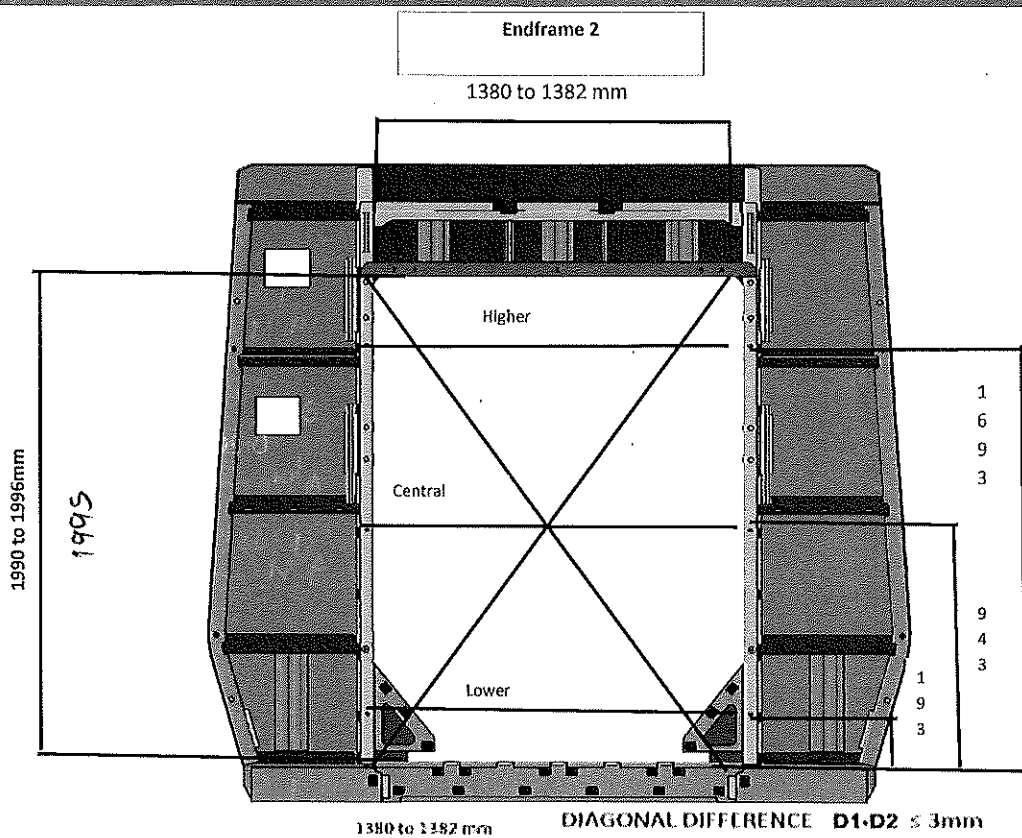 Endframe 2
1380 to 1382 mm
Higher
1
6
9
3
Central
1990 to 1996mm
1995
9
4
3
Lower
1
9
3
1380 to 1382 mm
DIAGONAL DIFFERENCE D1-D2 ≤ 3mm